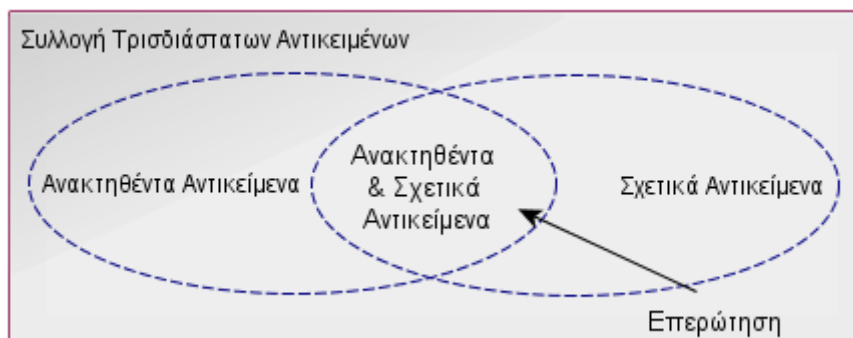 Συλλογή Τρισδιάστατων Αντικειμένων
Ανακτηθέντα Αντικείμενα
Ανακτηθέντα
& Σχετικά
Αντικείμενα
Σχετικά Αντικείμενα
Επερώτηση